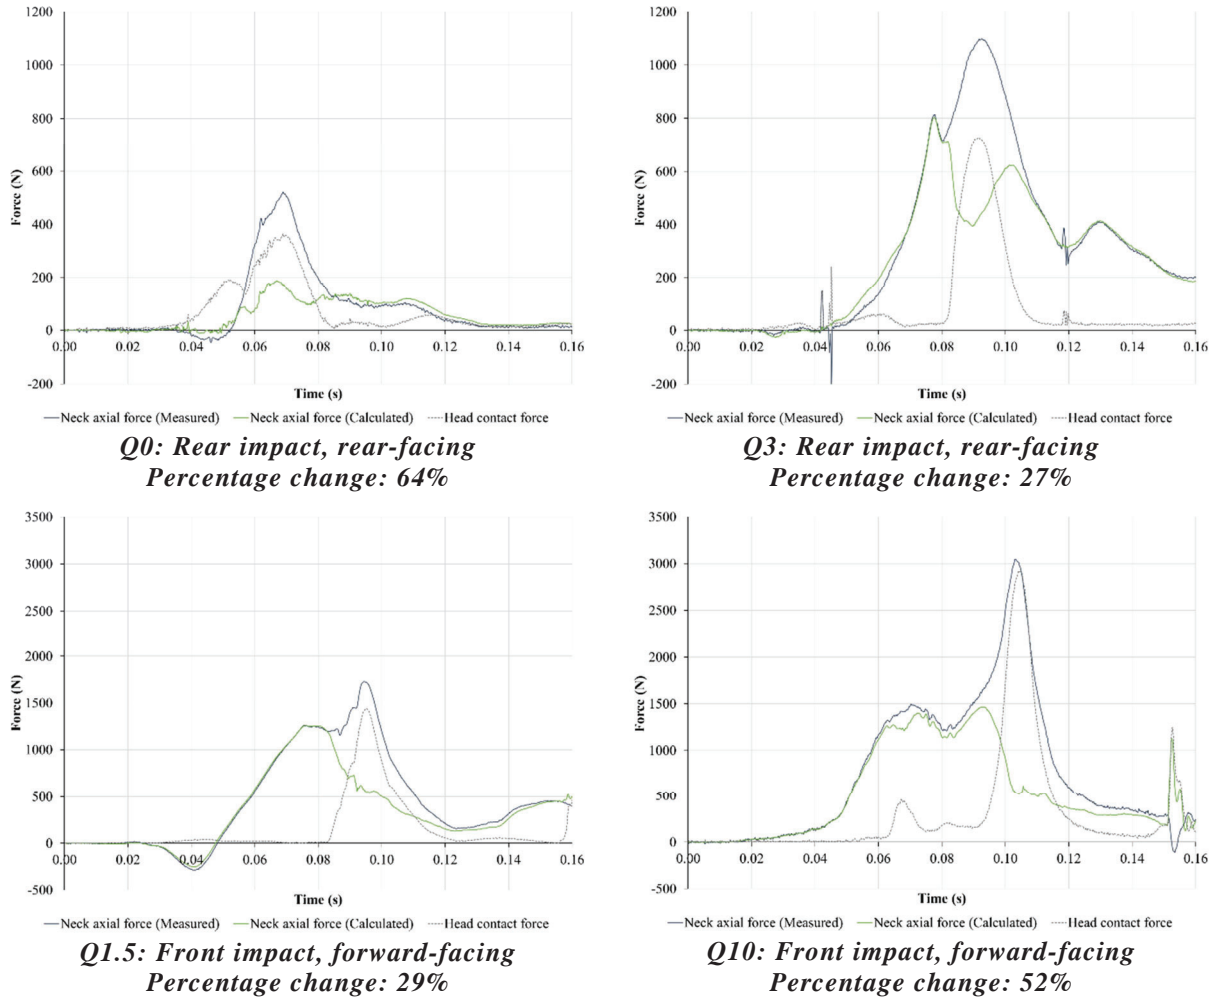 1200
1000
800
600
400
200
0
-200
Force (N)
0.00 0.02 0.04 0.06 0.08 0.10 0.12 0.14 0.16
Time (s)
Neck axial force (Measured) Neck axial force (Calculated) Head contact force
Q0: Rear impact, rear-facing
Percentage change: 64%
1200
1000
800
600
400
200
0
-200
Force (N)
0.00 0.02 0.04 0.06 0.08 0.10 0.12 0.14 0.16
Time (s)
Neck axial force (Measured) Neck axial force (Calculated) Head contact force
Q3: Rear impact, rear-facing
Percentage change: 27%
3500
3000
2500
2000
1500
1000
500
0
-500
Force (N)
0.00 0.02 0.04 0.06 0.08 0.10 0.12 0.14 0.16
Time (s)
Neck axial force (Measured) Neck axial force (Calculated) Head contact force
Q1.5: Front impact, forward-facing
Percentage change: 29%
3500
3000
2500
2000
1500
1000
500
0
-500
Force (N)
0.00 0.02 0.04 0.06 0.08 0.10 0.12 0.14 0.16
Time (s)
Neck axial force (Measured) Neck axial force (Calculated) Head contact force
Q10: Front impact, forward-facing
Percentage change: 52%